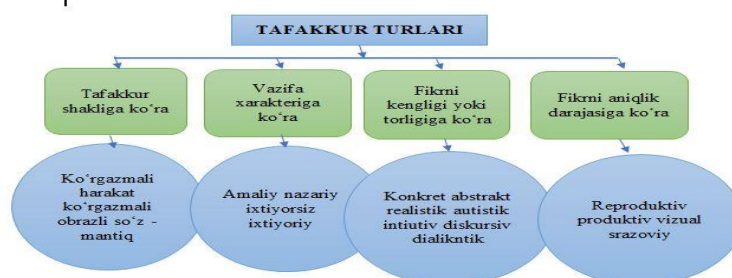 TAFAKKUR TURLARI
Tafakkur
shakliga ko‘ra
Vazifa
xarakteriga
ko‘ra
Fikrni
kengligi yoki
torligiga ko‘ra
Fikrni aniqlik
darajasiga ko‘ra
Ko‘rgazmali
harakat
ko‘rgazmali
obrazli so‘z -
mantiq
Amaliy nazariy
ixtiyorsiz
ixtiyoriy
Konkret abstrakt
realistik autistik
intiutiv diskursiv
dialikntik
Reproduktiv
produktiv vizual
srazoviy